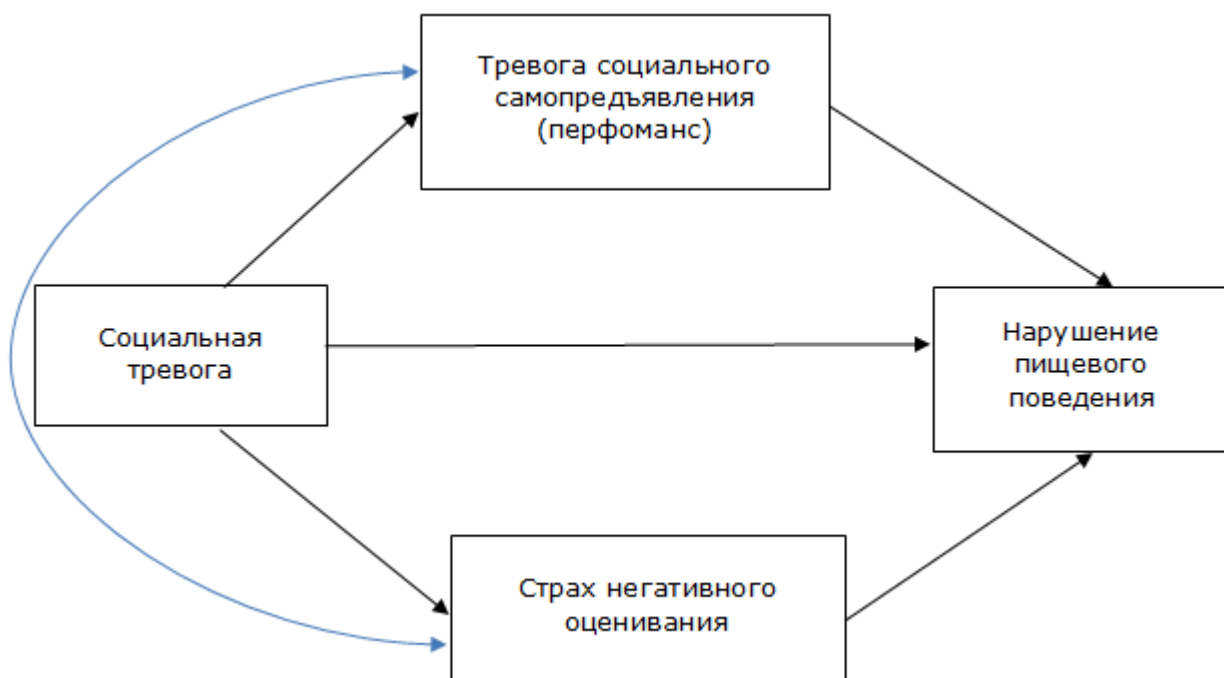 Тревога социального
самопредъявления
(перфоманс)
Социальная
тревога
Нарушение
пищевого
поведения
Страх негативного
оценивания